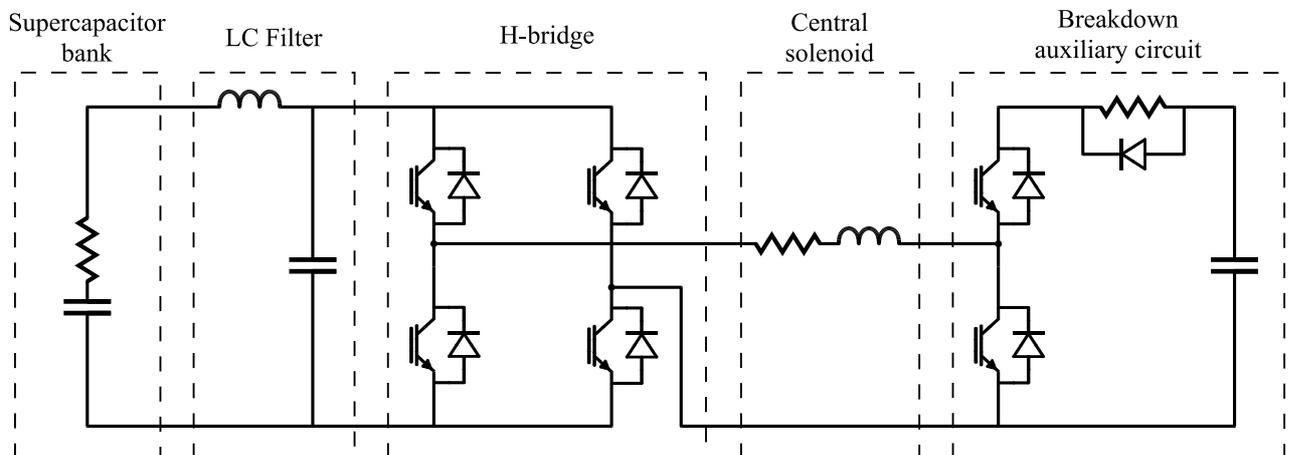 Supercapacitor
bank
LC Filter
H-bridge
Central
solenoid
Breakdown
auxiliary circuit